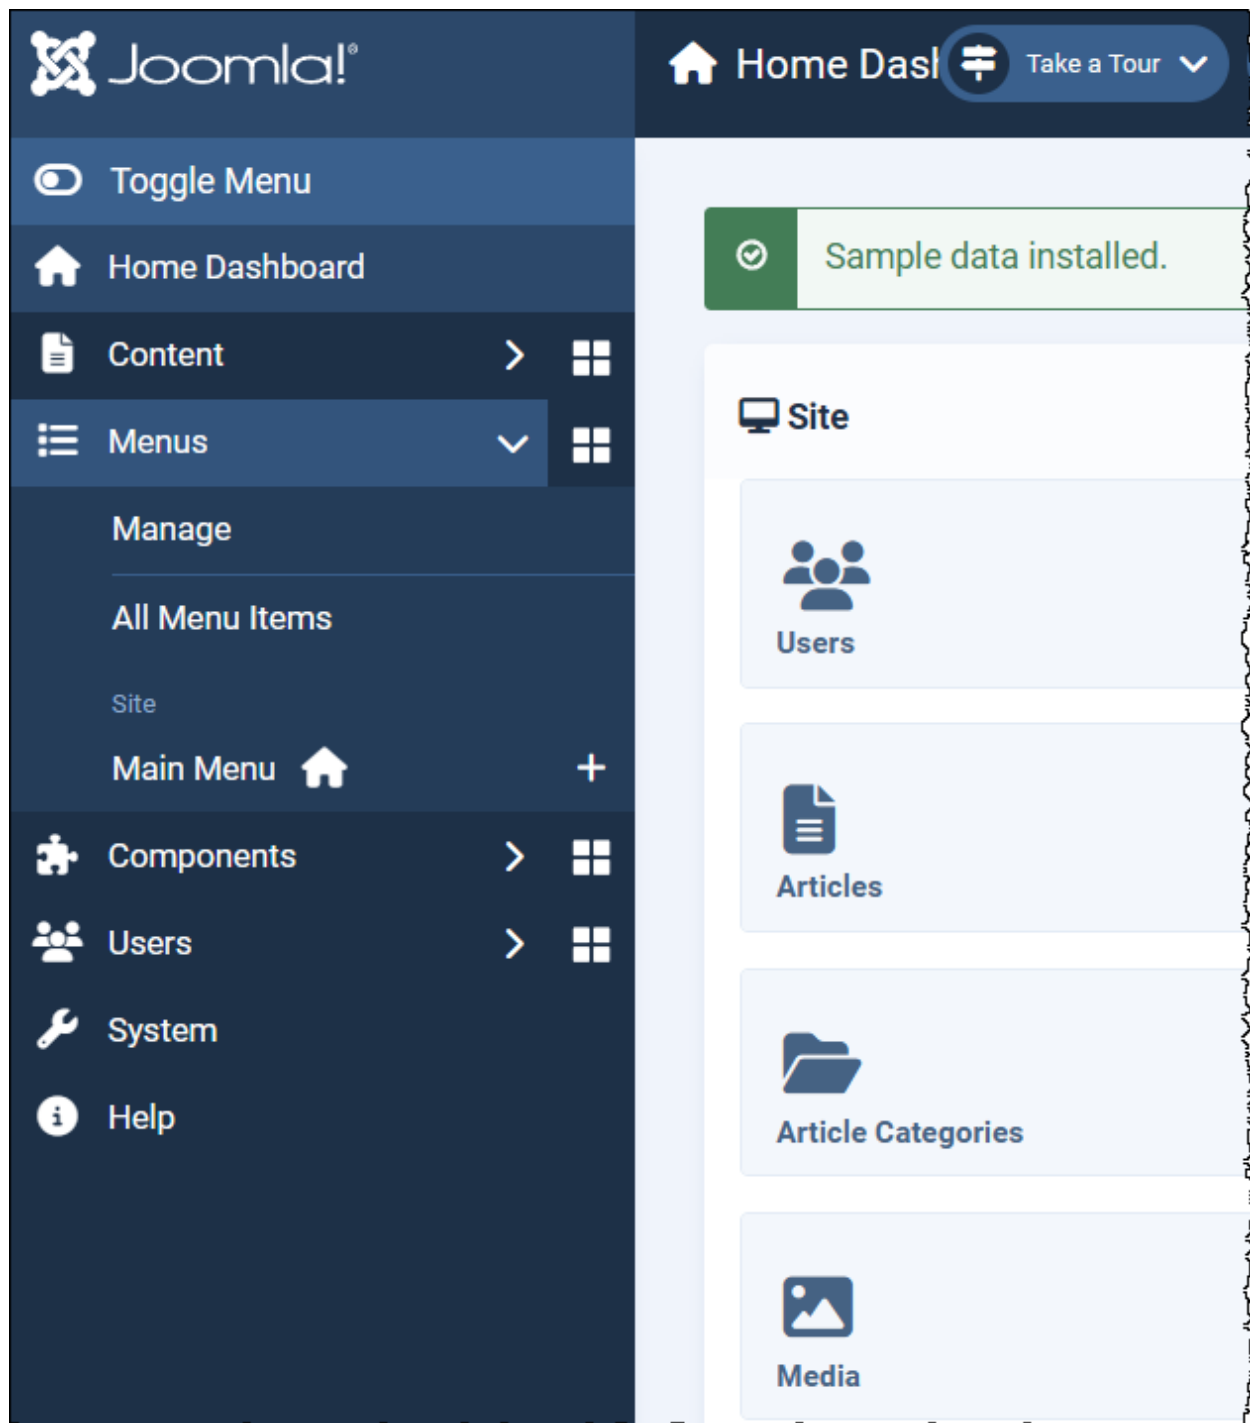 Joomla!®
Home Das
Take a Tour
Toggle Menu
Home Dashboard
Content
Menus
Manage
All Menu Items
Site
Main Menu
Components
Users
System
Help
Sample data installed.
Site
Users
Articles
Article Categories
Media